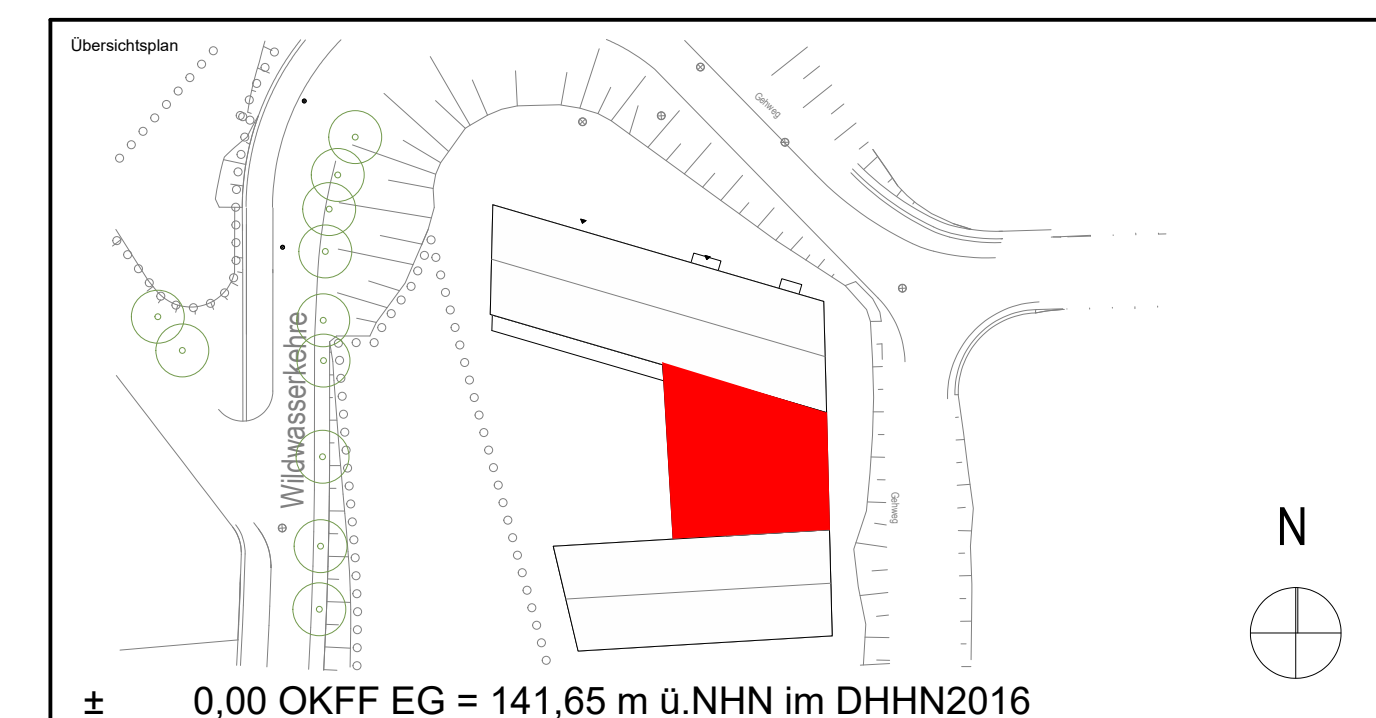 Übersichtsplan
Gehweg
Wildwasserkehre
Gehweg
N
± 0,00 OKFF EG = 141,65 m ü.NHN im DHHN2016